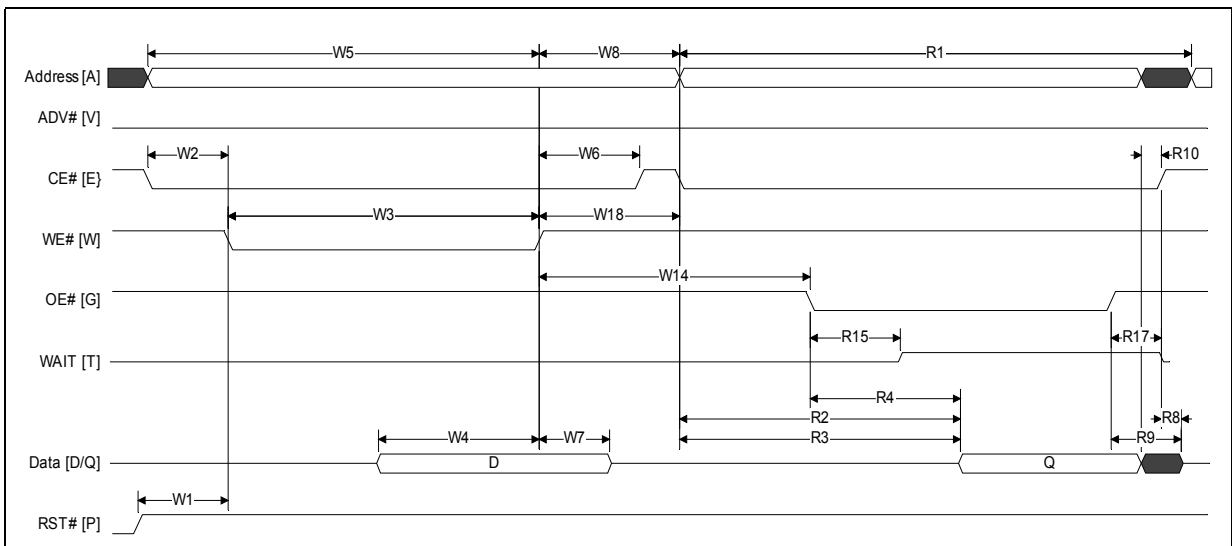 W5
W8
R1
Address [A]
ADV# [V]
W2
W6
R10
CE# [E}
W3
W18
WE# [W]
W14
OE# [G]
R15
R17
WAIT [T]
R4
R2
R8
W4
W7
R3
R9
Data [D/Q]
D
Q
W1
RST# [P]